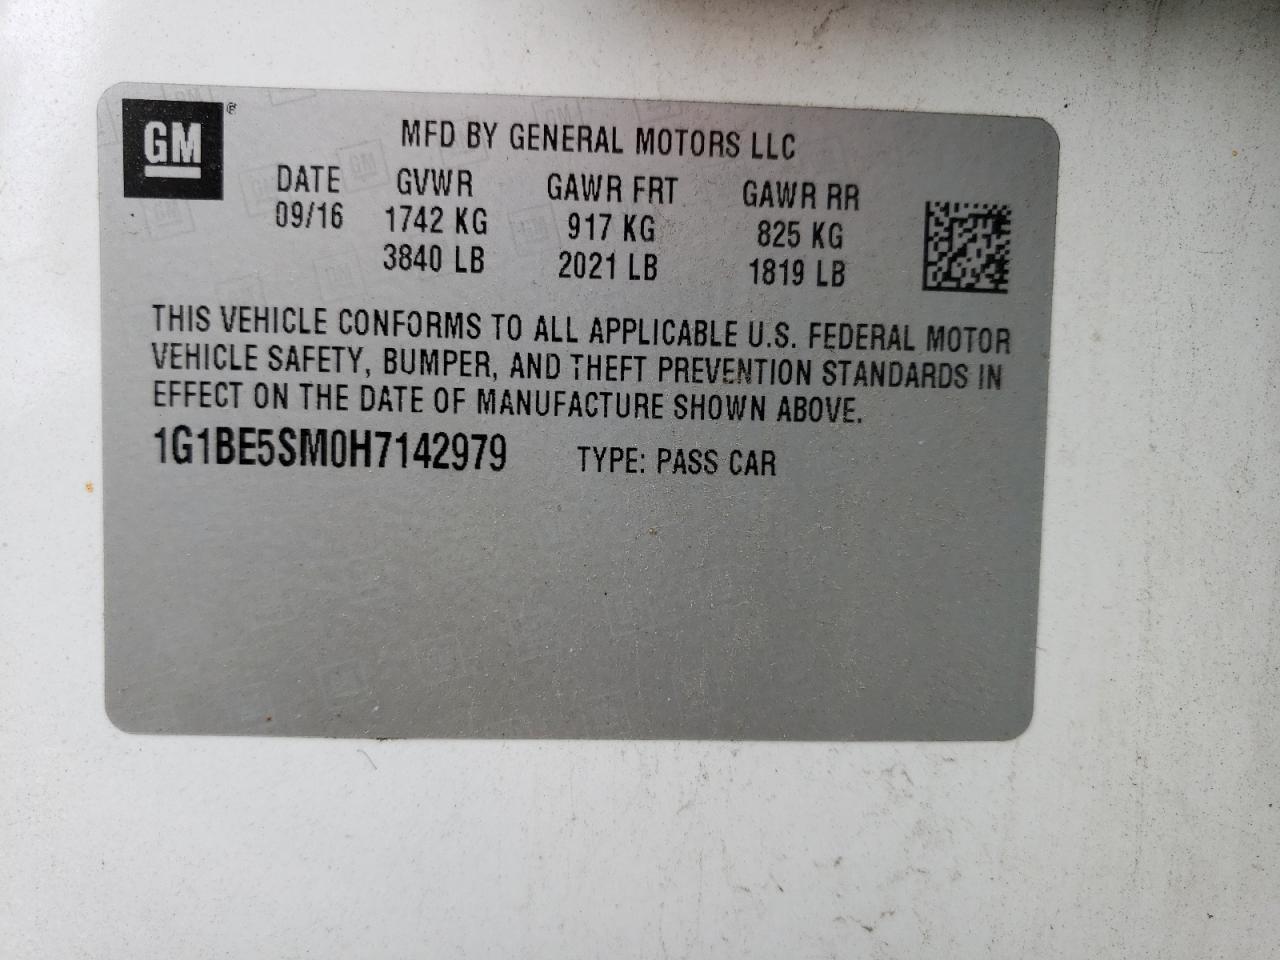 GM®
MFD BY GENERAL MOTORS LLC
DATE GVWR GAWR FRT GAWR RR
09/16 1742 KG 917 KG 825 KG
3840 LB 2021 LB 1819 LB
THIS VEHICLE CONFORMS TO ALL APPLICABLE U.S. FEDERAL MOTOR
VEHICLE SAFETY, BUMPER, AND THEFT PREVENTION STANDARDS IN
EFFECT ON THE DATE OF MANUFACTURE SHOWN ABOVE.
1G1BE5SM0H7142979 TYPE: PASS CAR